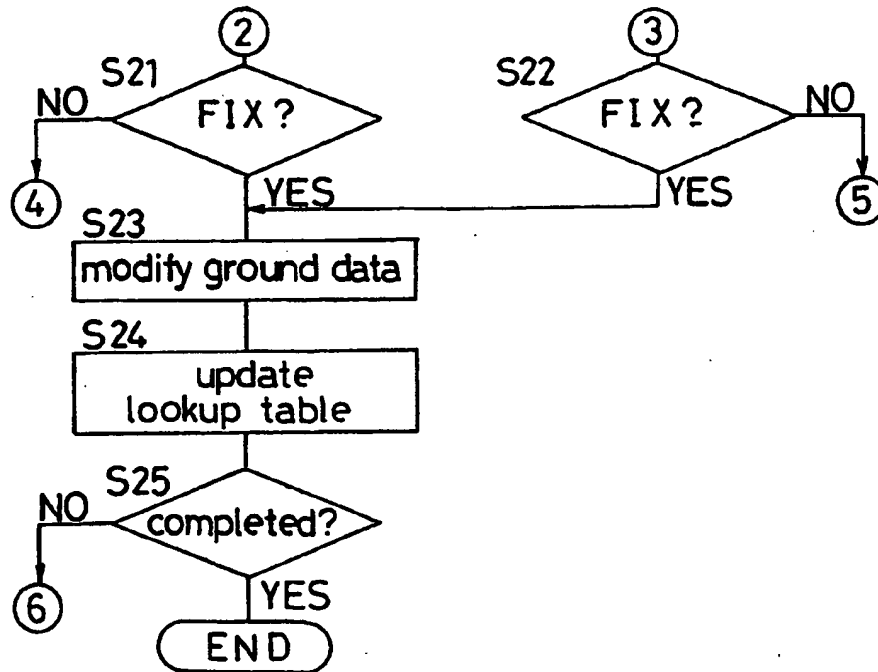 2
3
S21
S22
NO
FIX?
FIX?
NO
4
YES
YES
5
S23
modify ground data
S24
update
lookup table
S25
NO
completed?
6
YES
END